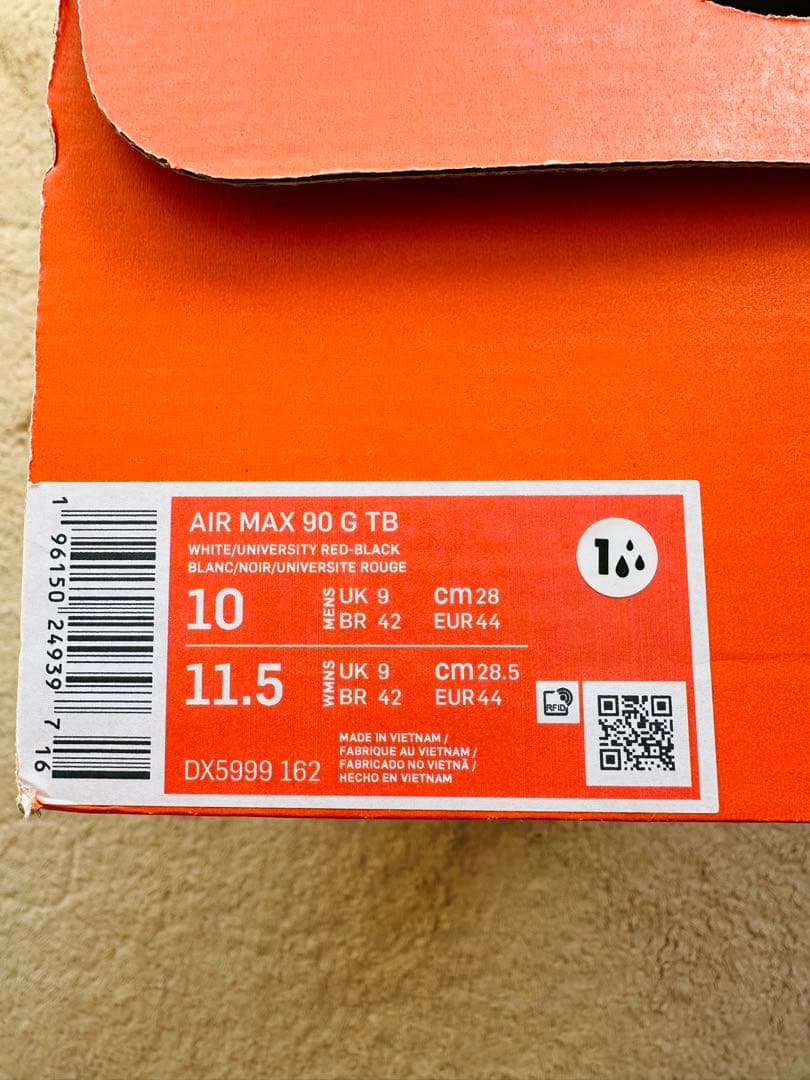 1 96150 24939 7 16
AIR MAX 90 G TB
WHITE/UNIVERSITY RED-BLACK
BLANC/NOIR/UNIVERSITE ROUGE
1
10 MENS UK 9 cm 28
BR 42 EUR 44
11.5 WMNS UK 9 cm 28.5
BR 42 EUR 44
RFID
DX5999 162
MADE IN VIETNAM /
FABRIQUE AU VIETNAM /
FABRICADO NO VIETNÃ /
HECHO EN VIETNAM